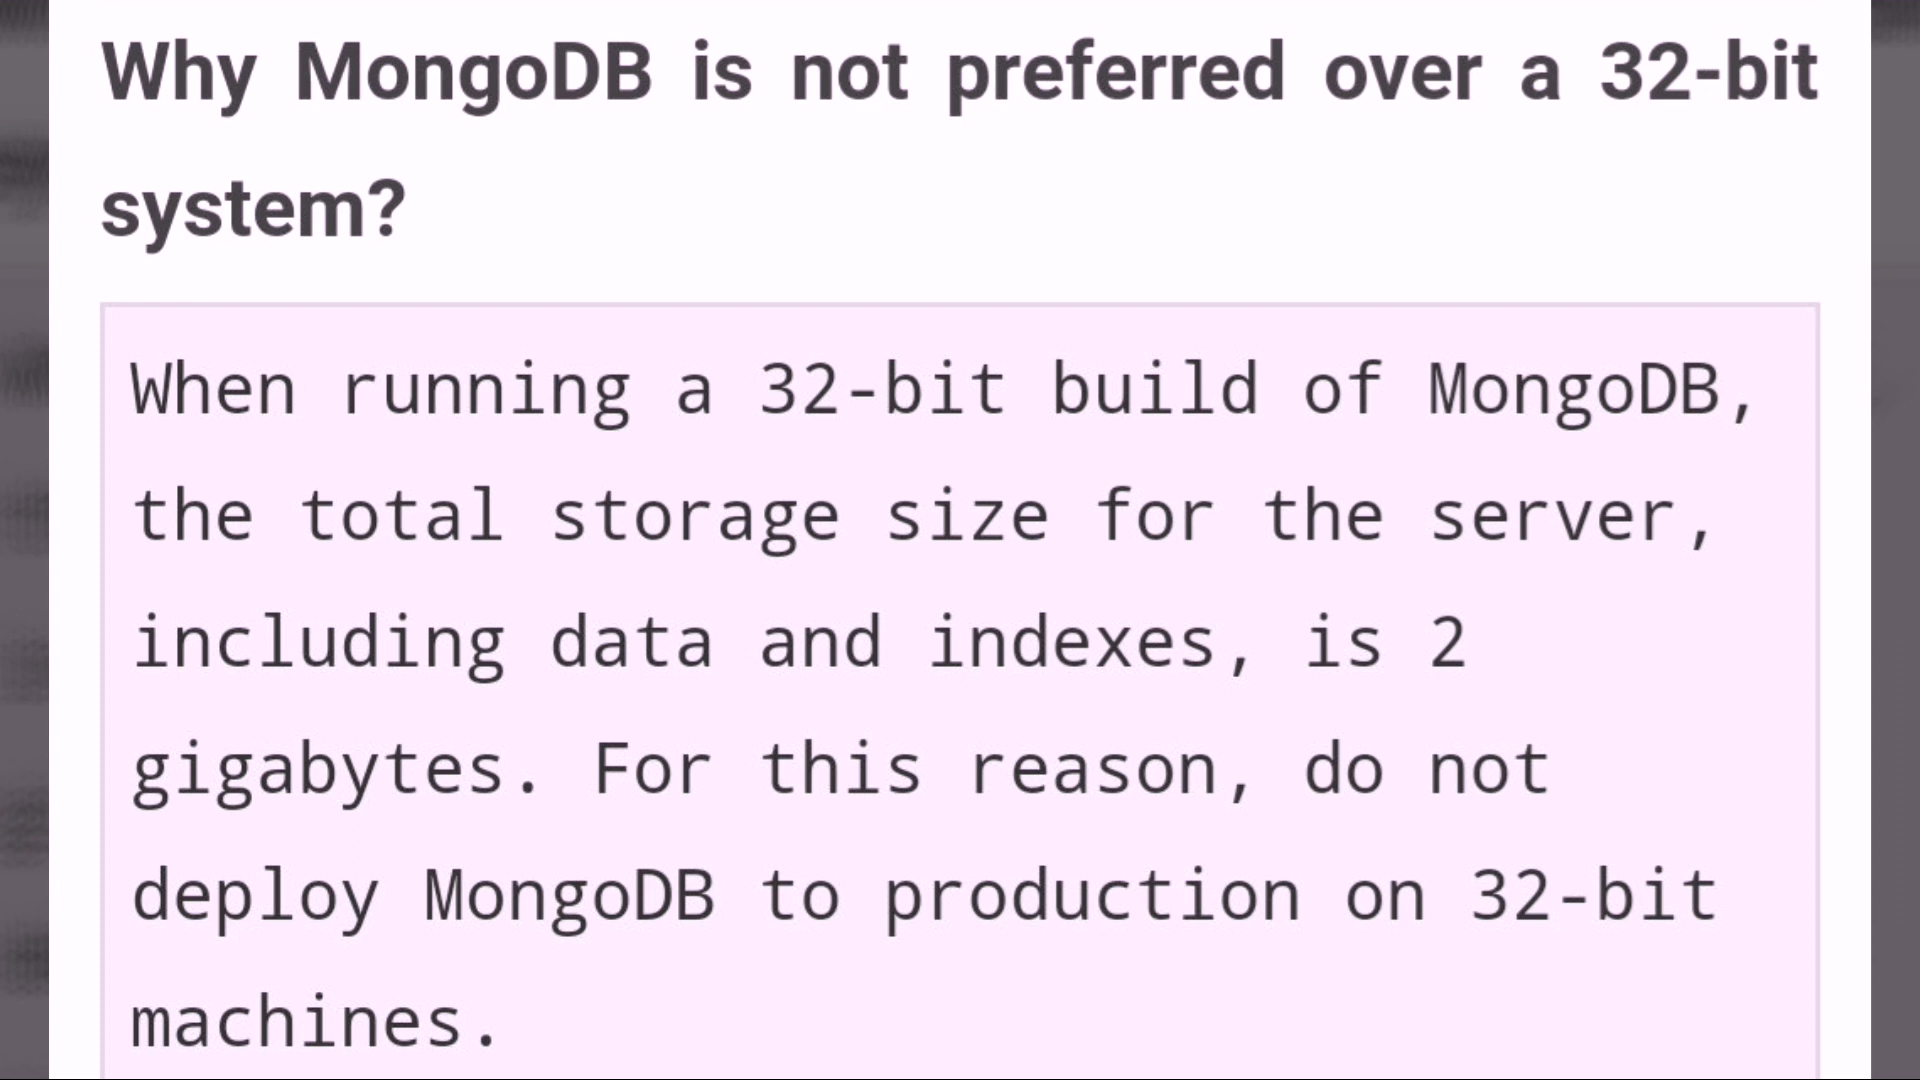 Why MongoDB is not preferred over a 32-bit
system?
When running a 32-bit build of MongoDB,
the total storage size for the server,
including data and indexes, is 2
gigabytes. For this reason, do not
deploy MongoDB to production on 32-bit
machines.